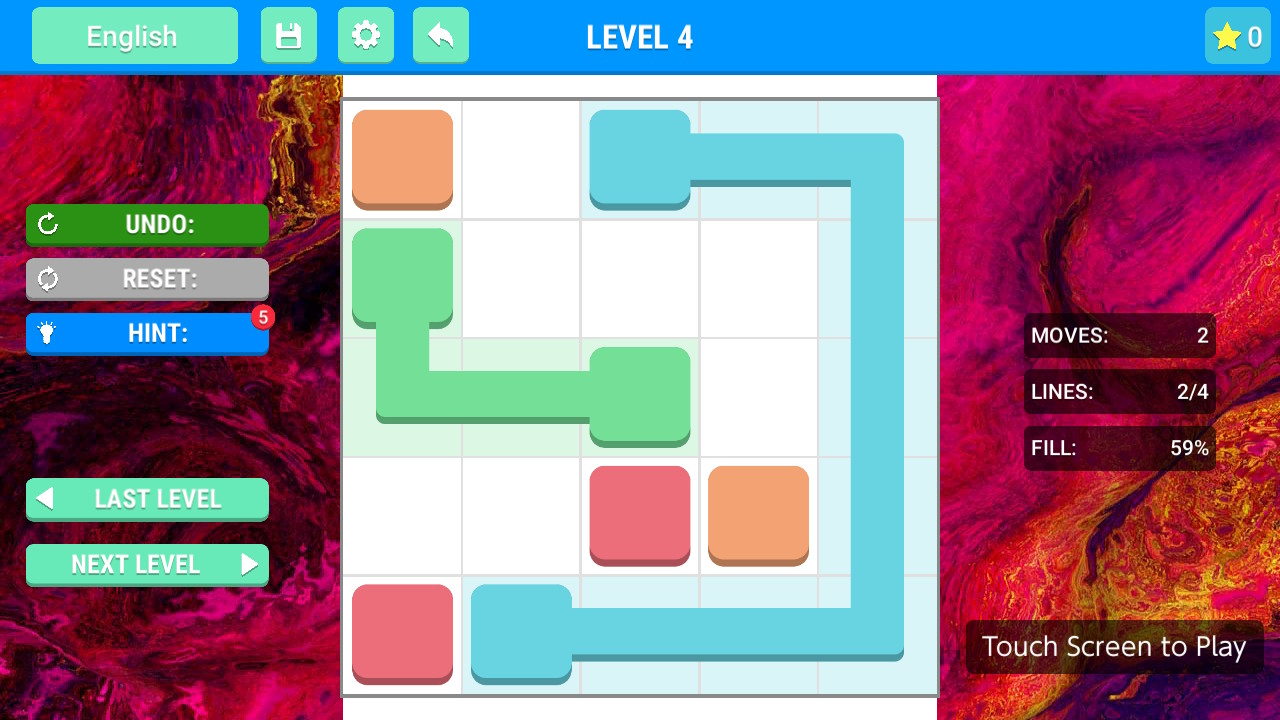 English
LEVEL 4
0
UNDO:
RESET:
HINT:
5
LAST LEVEL
NEXT LEVEL
MOVES: 2
LINES: 2/4
FILL: 59%
Touch Screen to Play